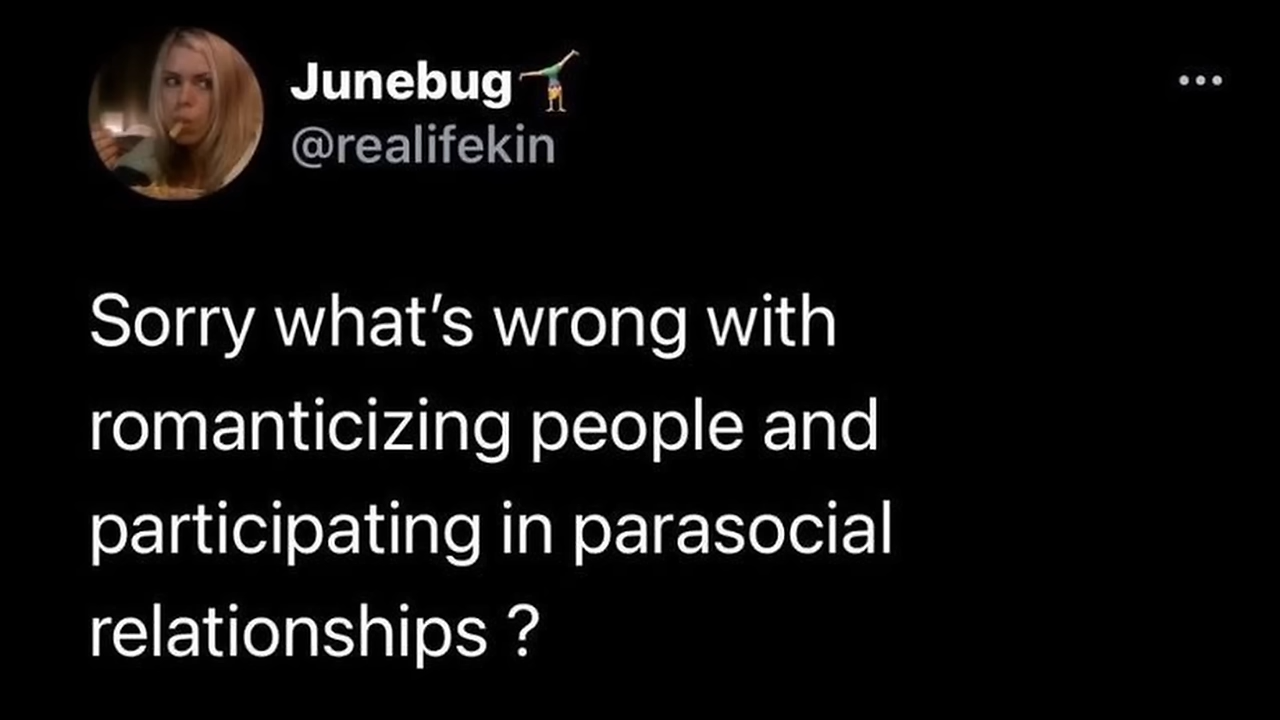 Junebug🤸
@realifekin
Sorry what’s wrong with
romanticizing people and
participating in parasocial
relationships ?